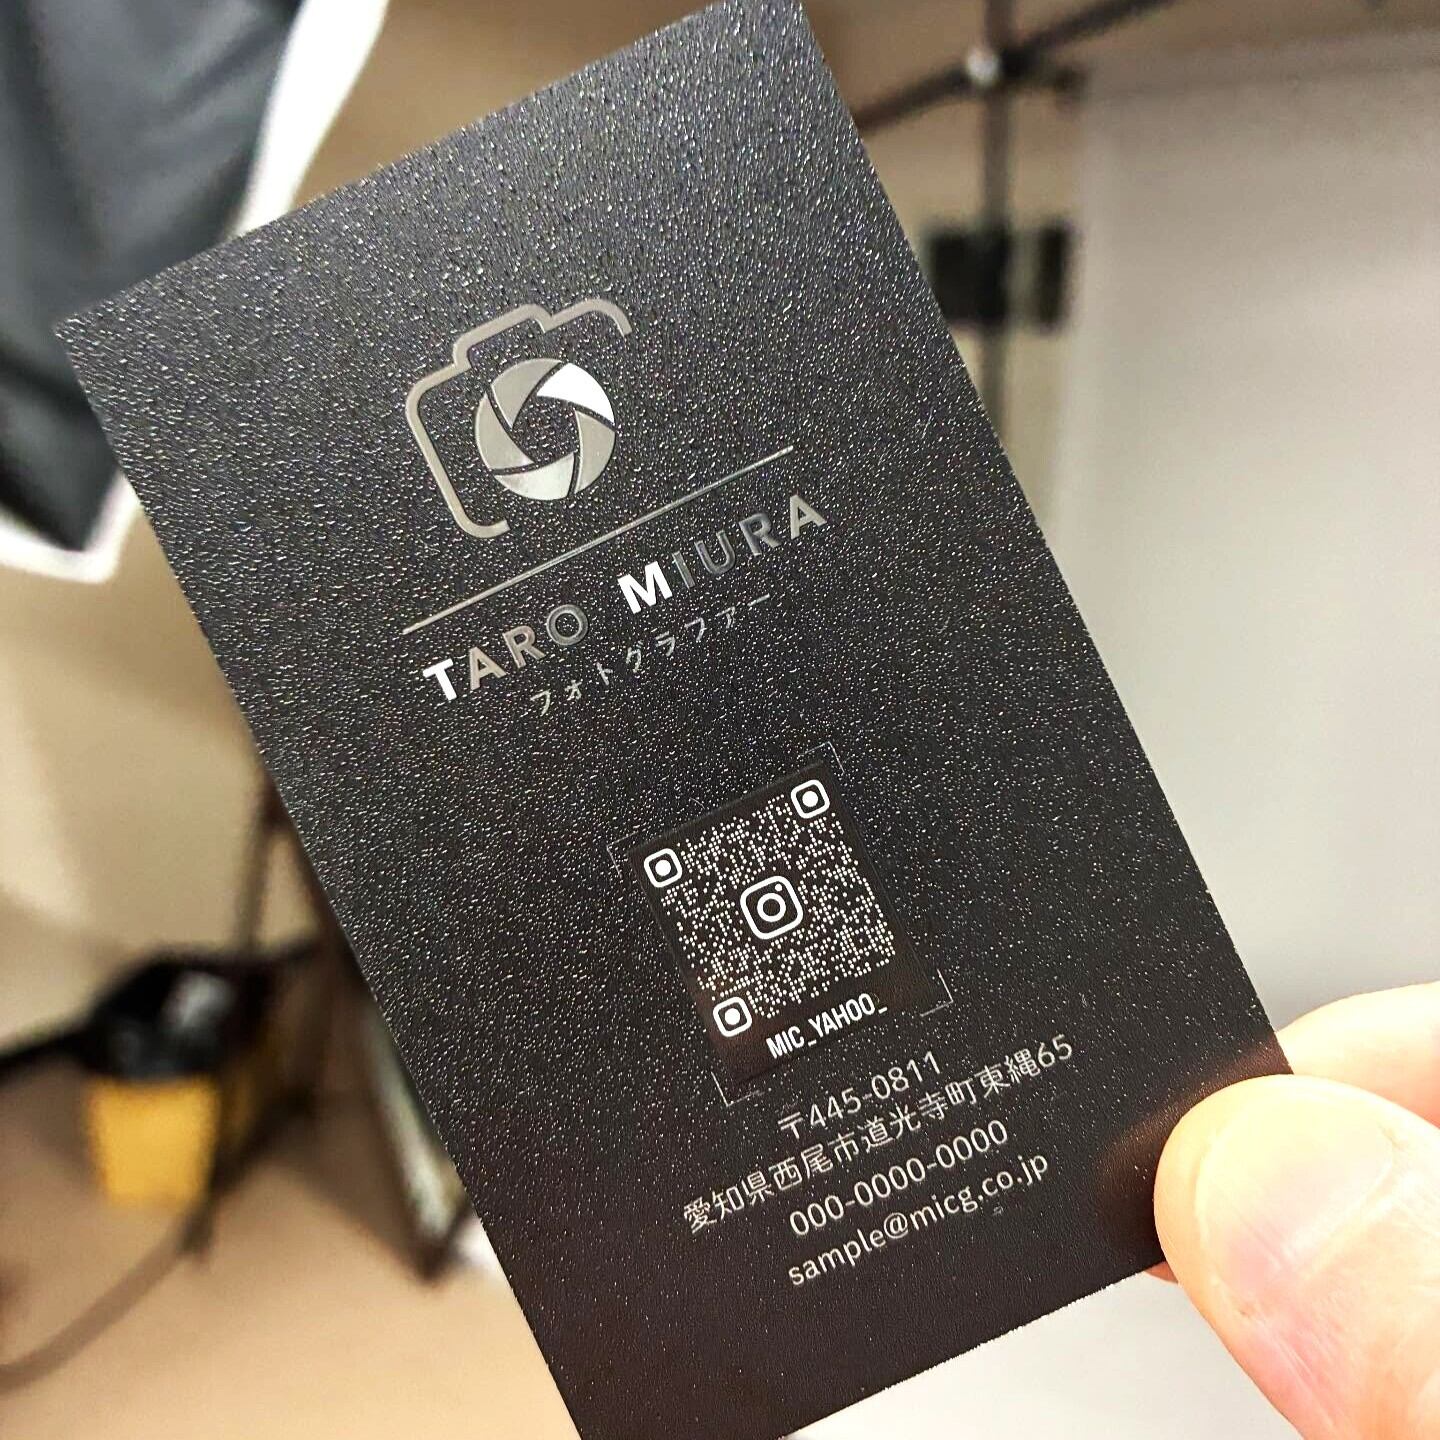 TARO MIURA
フォトグラファー
MIC_YAHOO_
〒445-0811
愛知県西尾市道光寺町東縄65
000-0000-0000
sample@micg.co.jp